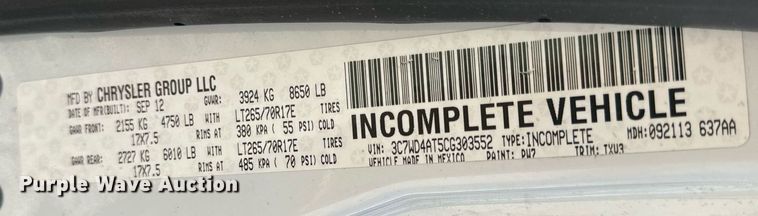 MFD BY CHRYSLER GROUP LLC
DATE OF MFR(BUILT): SEP 12 GVWR: 3924 KG 8650 LB
GAWR FRONT: 2155 KG 4750 LB LT265/70R17E TIRES
17X7.5 RIMS AT 380 KPA ( 55 PSI) COLD
GAWR REAR: 2727 KG 6010 LB LT265/70R17E TIRES
17X7.5 RIMS AT 485 KPA ( 70 PSI) COLD
INCOMPLETE VEHICLE
VIN: 3C7WD4AT5CG303552 TYPE:INCOMPLETE MDH:092113 637AA
VEHICLE MADE IN MEXICO PAINT: PW7 TRIM: TXU3
Purple Wave Auction